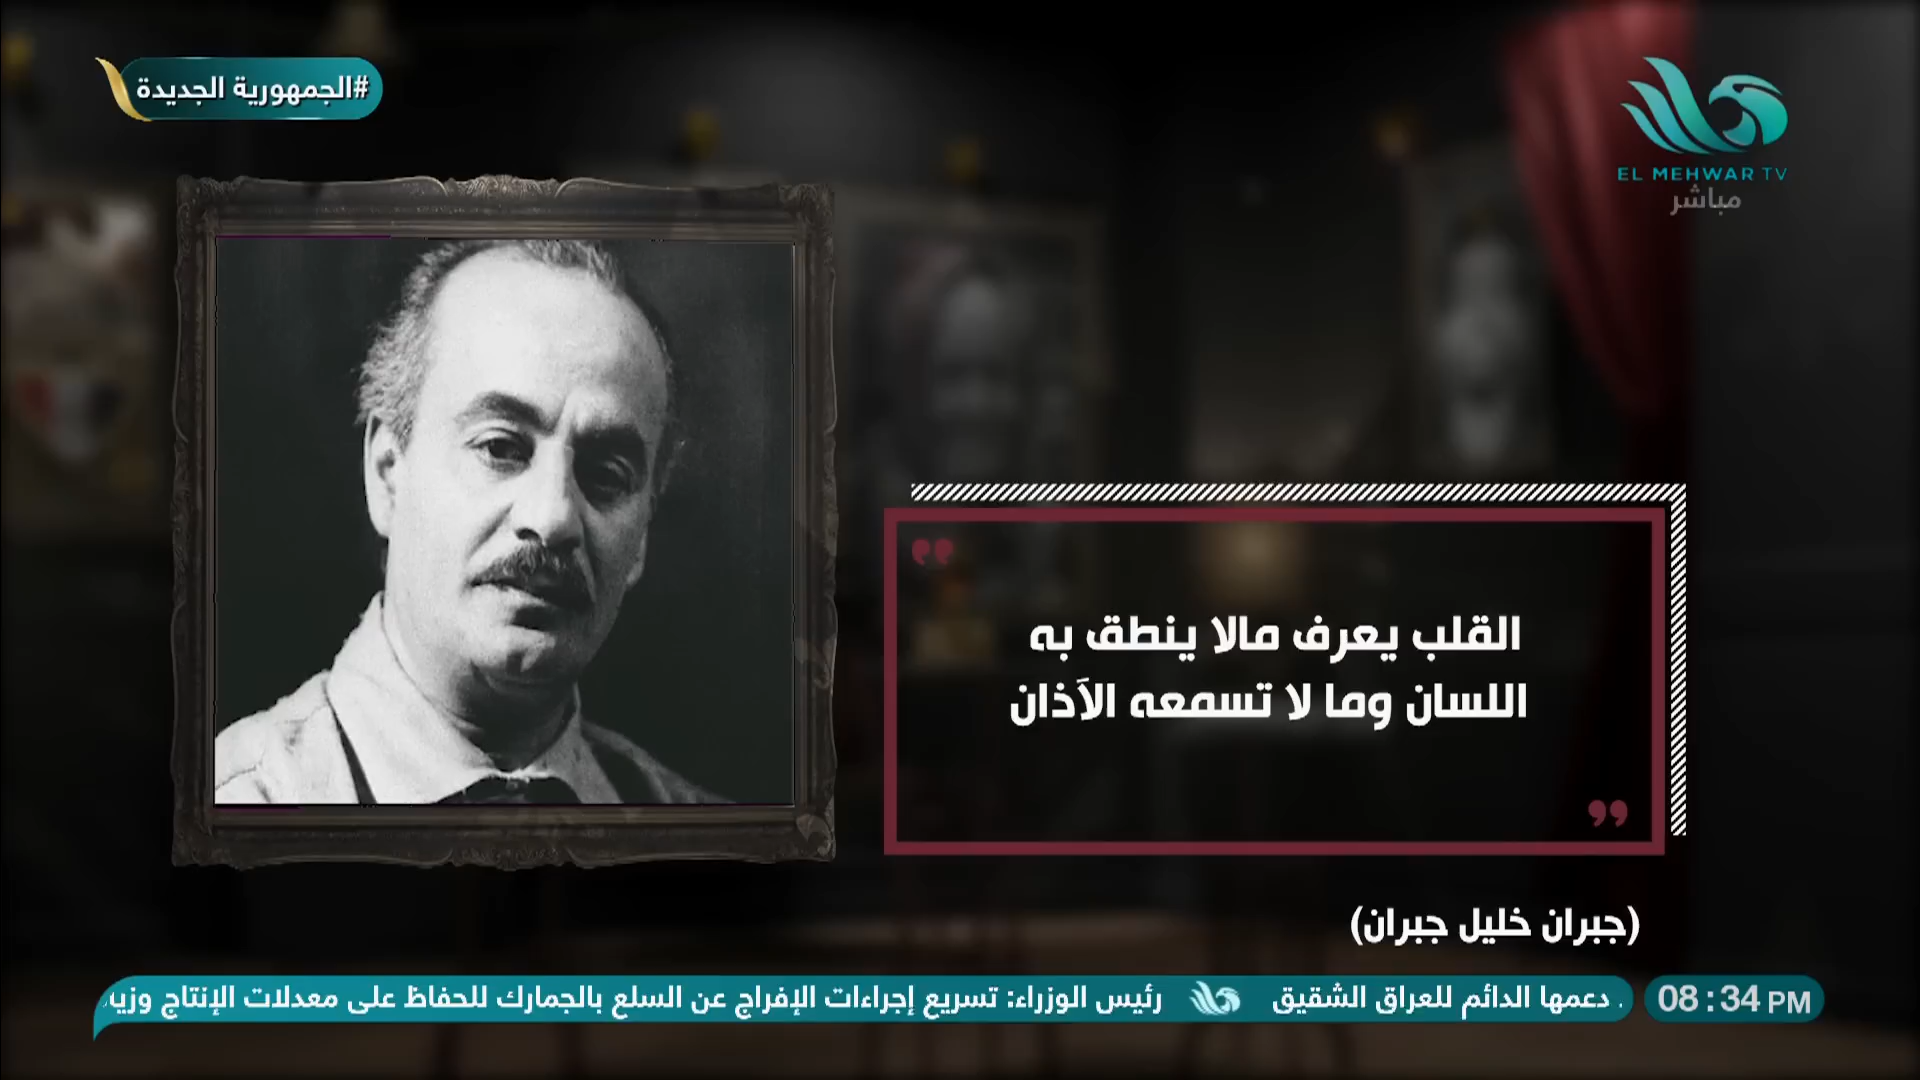 #الجمهورية الجديدة
EL MEHWAR TV
مباشر
القلب يعرف مالا ينطق به
اللسان وما لا تسمعه الآذان
(جبران خليل جبران)
دعمها الدائم للعراق الشقيق
رئيس الوزراء: تسريع إجراءات الإفراج عن السلع بالجمارك للحفاظ على معدلات الإنتاج
08:34 PM